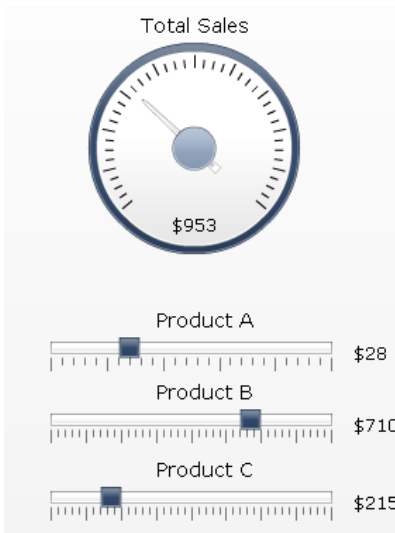 Total Sales
$953
Product A
$28
Product B
$710
Product C
$215